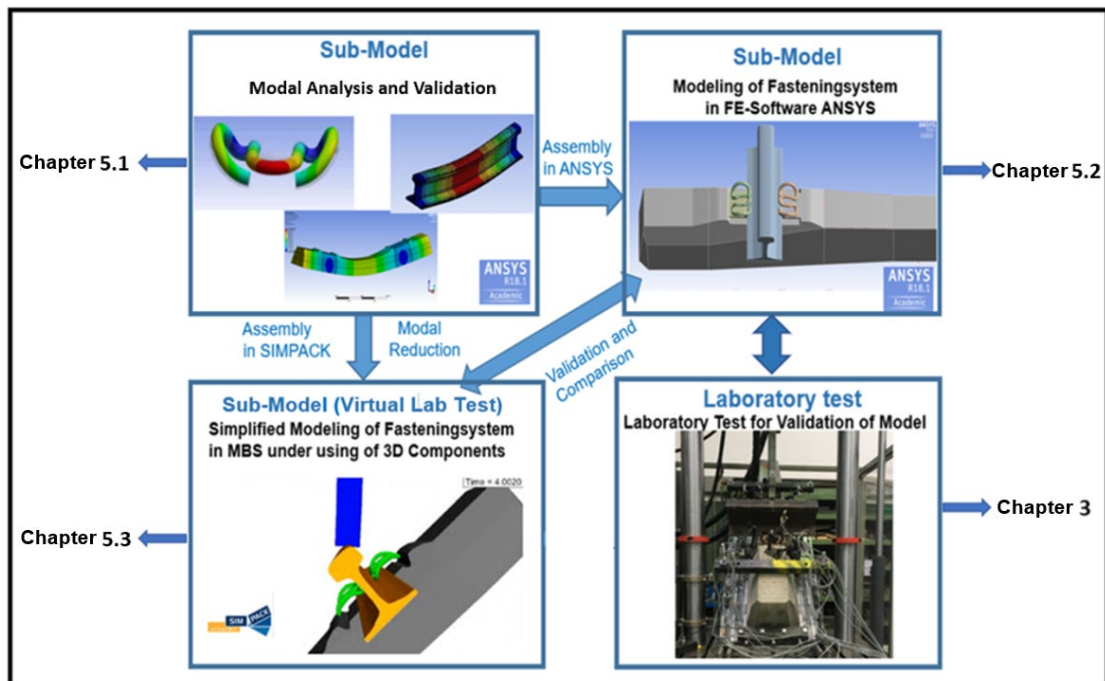 Sub-Model
Modal Analysis and Validation
Chapter 5.1
ANSYS
R18.1
Academic
Assembly
in ANSYS
Sub-Model
Modeling of Fasteningsystem
in FE-Software ANSYS
Chapter 5.2
ANSYS
R18.1
Academic
Assembly
in SIMPACK
Modal
Reduction
Validation and
Comparison
Sub-Model (Virtual Lab Test)
Simplified Modeling of Fasteningsystem
in MBS under using of 3D Components
Time = 4.0020
Chapter 5.3
SIM
PACK
Laboratory test
Laboratory Test for Validation of Model
Chapter 3